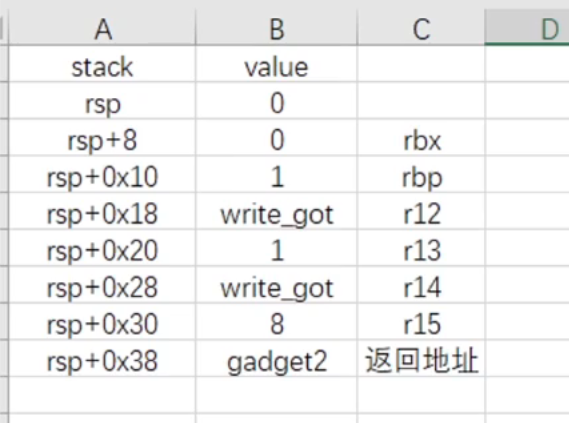 A B C D
stack value
rsp 0
rsp+8 0 rbx
rsp+0x10 1 rbp
rsp+0x18 write_got r12
rsp+0x20 1 r13
rsp+0x28 write_got r14
rsp+0x30 8 r15
rsp+0x38 gadget2 返回地址